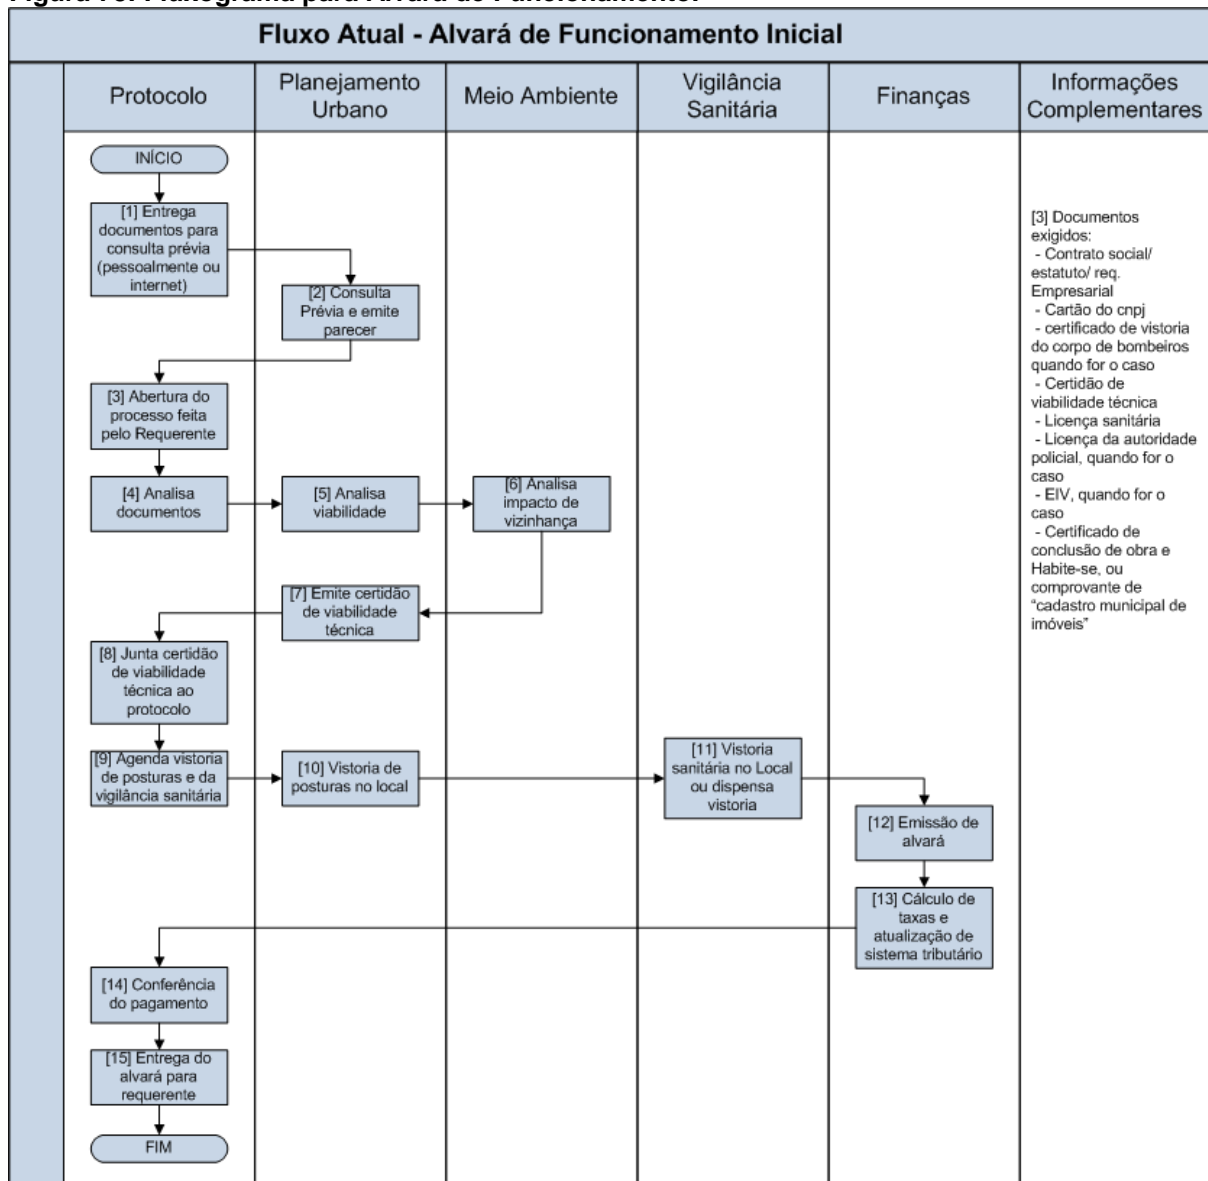 Figura 78: Fluxograma para Alvará de Funcionamento.
Fluxo Atual - Alvará de Funcionamento Inicial
Protocolo
Planejamento
Urbano
Meio Ambiente
Vigilância
Sanitária
Finanças
Informações
Complementares
INÍCIO
[1] Entrega
documentos para
consulta prévia
(pessoalmente ou
internet)
[2] Consulta
Prévia e emite
parecer
[3] Abertura do
processo feita
pelo Requerente
[4] Analisa
documentos
[5] Analisa
viabilidade
[6] Analisa
impacto de
vizinhança
[7] Emite certidão
de viabilidade
técnica
[8] Junta certidão
de viabilidade
técnica ao
protocolo
[9] Agenda vistoria
de posturas e da
vigilância sanitária
[10] Vistoria de
posturas no local
[11] Vistoria
sanitária no Local
ou dispensa
vistoria
[12] Emissão de
alvará
[13] Cálculo de
taxas e
atualização de
sistema tributário
[14] Conferência
do pagamento
[15] Entrega do
alvará para
requerente
FIM
[3] Documentos
exigidos:
- Contrato social/
estatuto/ req.
Empresarial
- Cartão do cnpj
- certificado de vistoria
do corpo de bombeiros
quando for o caso
- Certidão de
viabilidade técnica
- Licença sanitária
- Licença da autoridade
policial, quando for o
caso
- EIV, quando for o
caso
- Certificado de
conclusão de obra e
Habite-se, ou
comprovante de
“cadastro municipal de
imóveis”